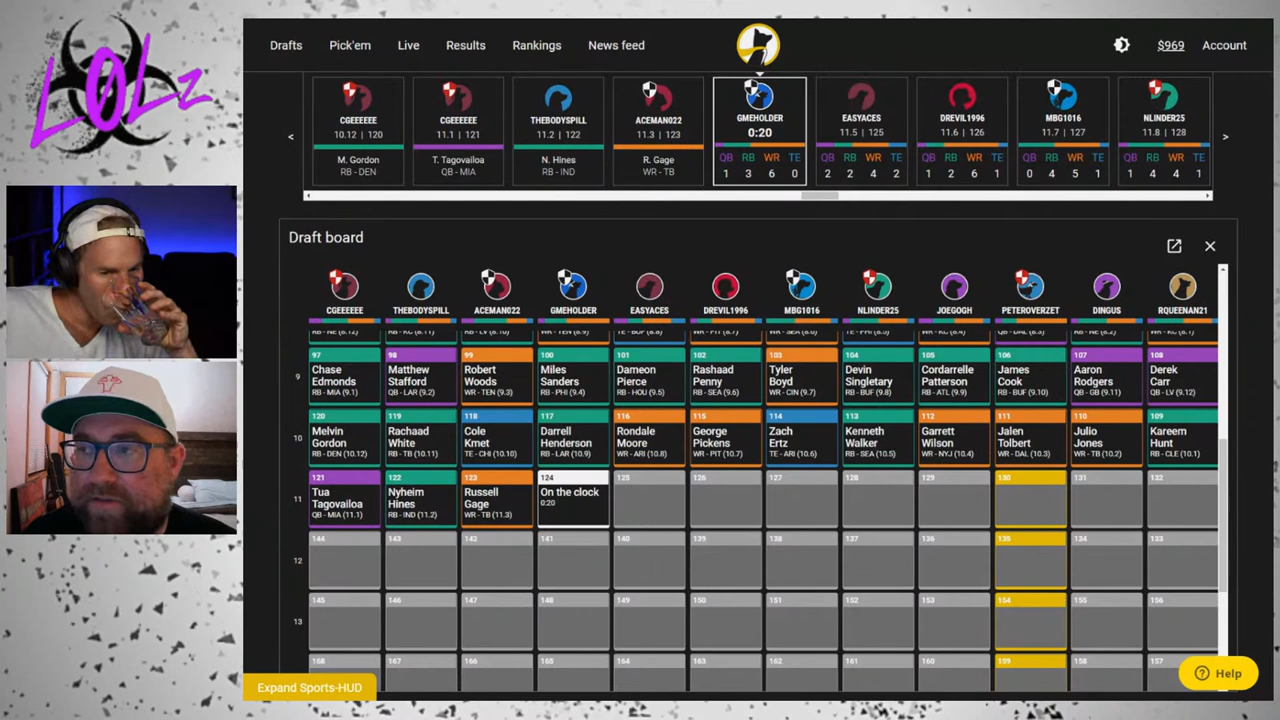 LOLz
Drafts Pick'em Live Results Rankings News feed
$969 Account
CGEEEEEE
10.12 | 120
M. Gordon
RB - DEN
CGEEEEEE
11.1 | 121
T. Tagovailoa
QB - MIA
THEBODYSPILL
11.2 | 122
N. Hines
RB - IND
ACEMAN022
11.3 | 123
R. Gage
WR - TB
GMEHOLDER
0:20
QB RB WR TE
1 3 6 0
EASYACES
11.5 | 125
QB RB WR TE
2 2 4 2
DREVIL1996
11.6 | 126
QB RB WR TE
1 2 6 1
MBG1016
11.7 | 127
QB RB WR TE
0 4 5 1
NLINDER25
11.8 | 128
QB RB WR TE
1 4 4 1
Draft board
CGEEEEEE THEBODYSPILL ACEMAN022 GMEHOLDER EASYACES DREVIL1996 MBG1016 NLINDER25 JOEGOGH PETEROVERZET DINGUS RQUEENAN21
9
97
Chase
Edmonds
RB - MIA (9.1)
98
Matthew
Stafford
QB - LAR (9.2)
99
Robert
Woods
WR - TEN (9.3)
100
Miles
Sanders
RB - PHI (9.4)
101
Dameon
Pierce
RB - HOU (9.5)
102
Rashaad
Penny
RB - SEA (9.6)
103
Tyler
Boyd
WR - CIN (9.7)
104
Devin
Singletary
RB - BUF (9.8)
105
Cordarrelle
Patterson
RB - ATL (9.9)
106
James
Cook
RB - BUF (9.10)
107
Aaron
Rodgers
QB - GB (9.11)
108
Derek
Carr
QB - LV (9.12)
10
120
Melvin
Gordon
RB - DEN (10.12)
119
Rachaad
White
RB - TB (10.11)
118
Cole
Kmet
TE - CHI (10.10)
117
Darrell
Henderson
RB - LAR (10.9)
116
Rondale
Moore
WR - ARI (10.8)
115
George
Pickens
WR - PIT (10.7)
114
Zach
Ertz
TE - ARI (10.6)
113
Kenneth
Walker
RB - SEA (10.5)
112
Garrett
Wilson
WR - NYJ (10.4)
111
Jalen
Tolbert
WR - DAL (10.3)
110
Julio
Jones
WR - TB (10.2)
109
Kareem
Hunt
RB - CLE (10.1)
11
121
Tua
Tagovailoa
QB - MIA (11.1)
122
Nyheim
Hines
RB - IND (11.2)
123
Russell
Gage
WR - TB (11.3)
124
On the clock
0:20
125 126 127 128 129 130 131 132
12
144 143 142 141 140 139 138 137 136 135 134 133
13
145 146 147 148 149 150 151 152 153 154 155 156
168 167 166 165 164 163 162 161 160 159 158 157
Expand Sports-HUD
Help